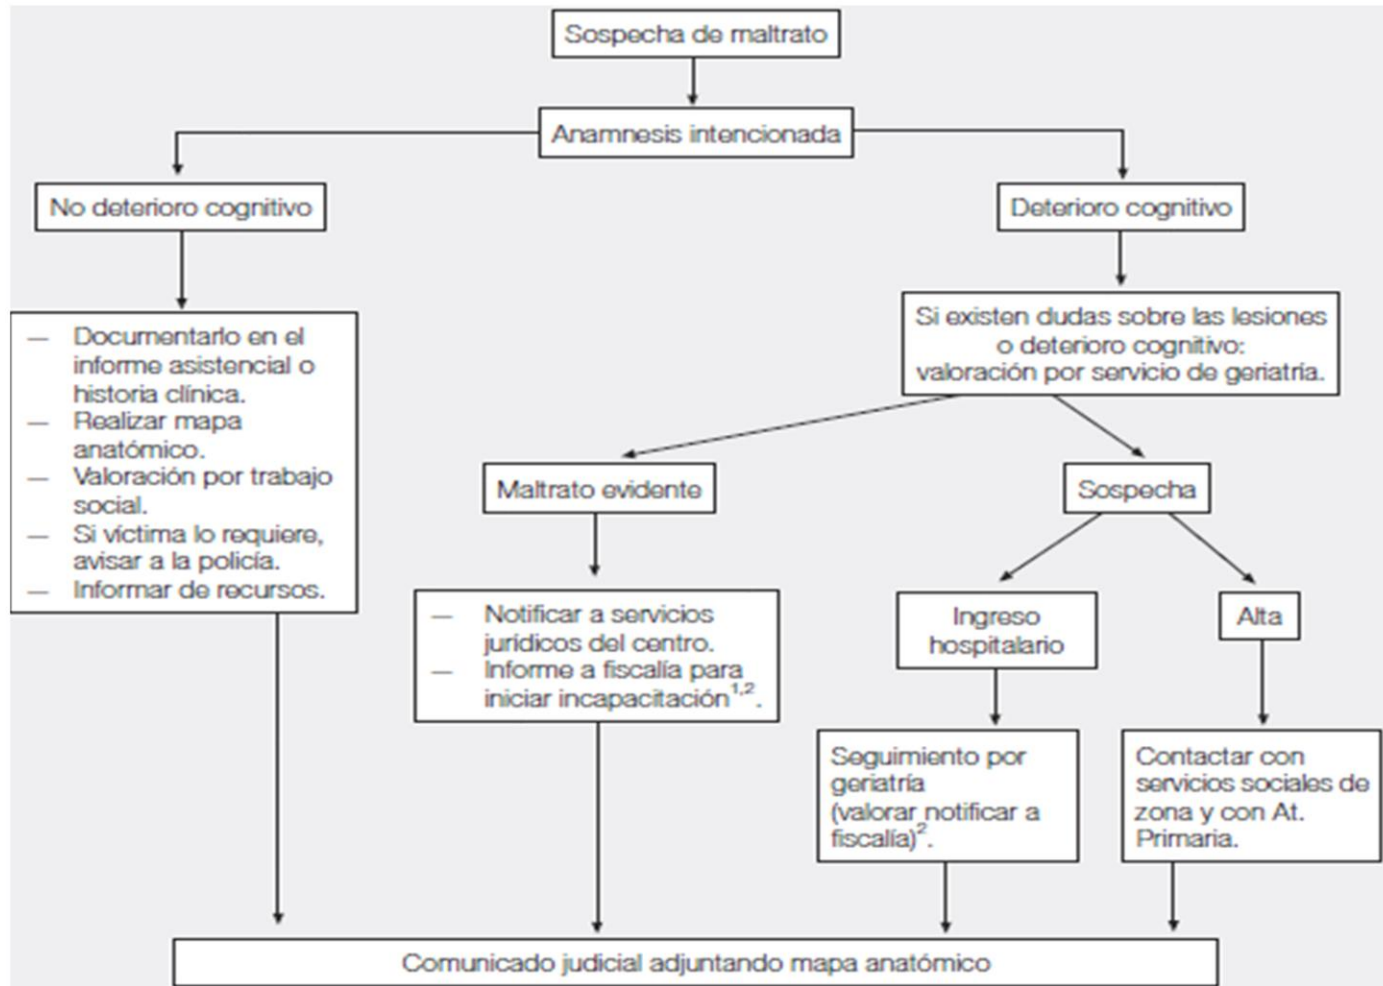 Sospecha de maltrato
Anamnesis intencionada
No deterioro cognitivo
Deterioro cognitivo
— Documentarlo en el
informe asistencial o
historia clínica.
— Realizar mapa
anatómico.
— Valoración por trabajo
social.
— Si víctima lo requiere,
avisar a la policía.
— Informar de recursos.
Si existen dudas sobre las lesiones
o deterioro cognitivo:
valoración por servicio de geriatría.
Maltrato evidente
Sospecha
— Notificar a servicios
jurídicos del centro.
— Informe a fiscalía para
iniciar incapacitación1,2.
Ingreso
hospitalario
Alta
Seguimiento por
geriatría
(valorar notificar a
fiscalía)2.
Contactar con
servicios sociales de
zona y con At.
Primaria.
Comunicado judicial adjuntando mapa anatómico